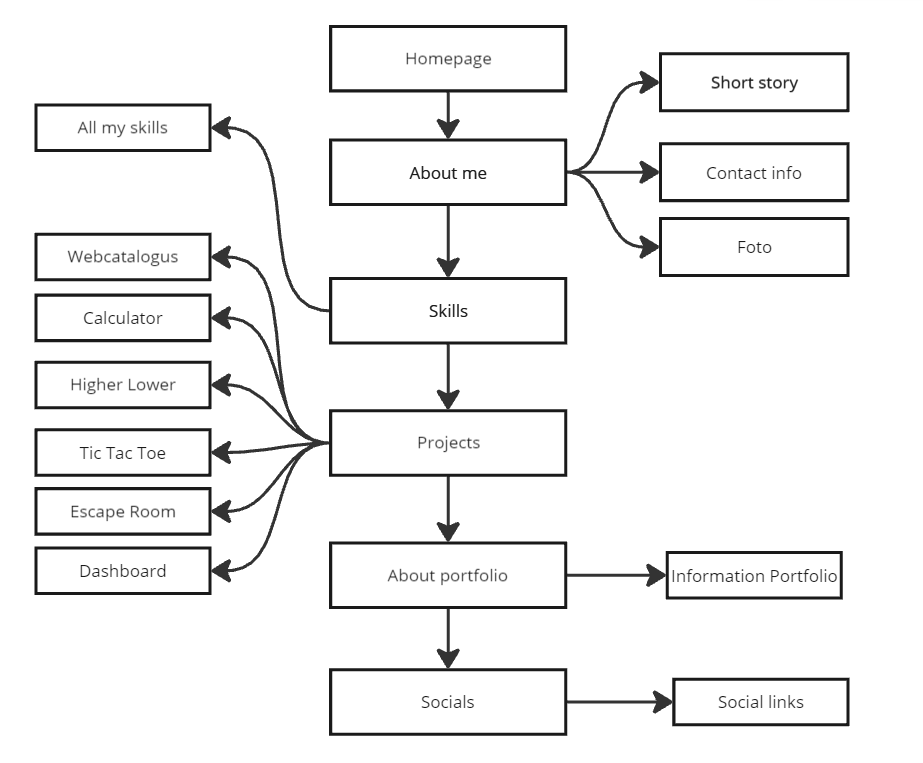 Homepage
Short story
All my skills
About me
Contact info
Foto
Webcatalogus
Skills
Calculator
Higher Lower
Projects
Tic Tac Toe
Escape Room
Dashboard
About portfolio
Information Portfolio
Socials
Social links